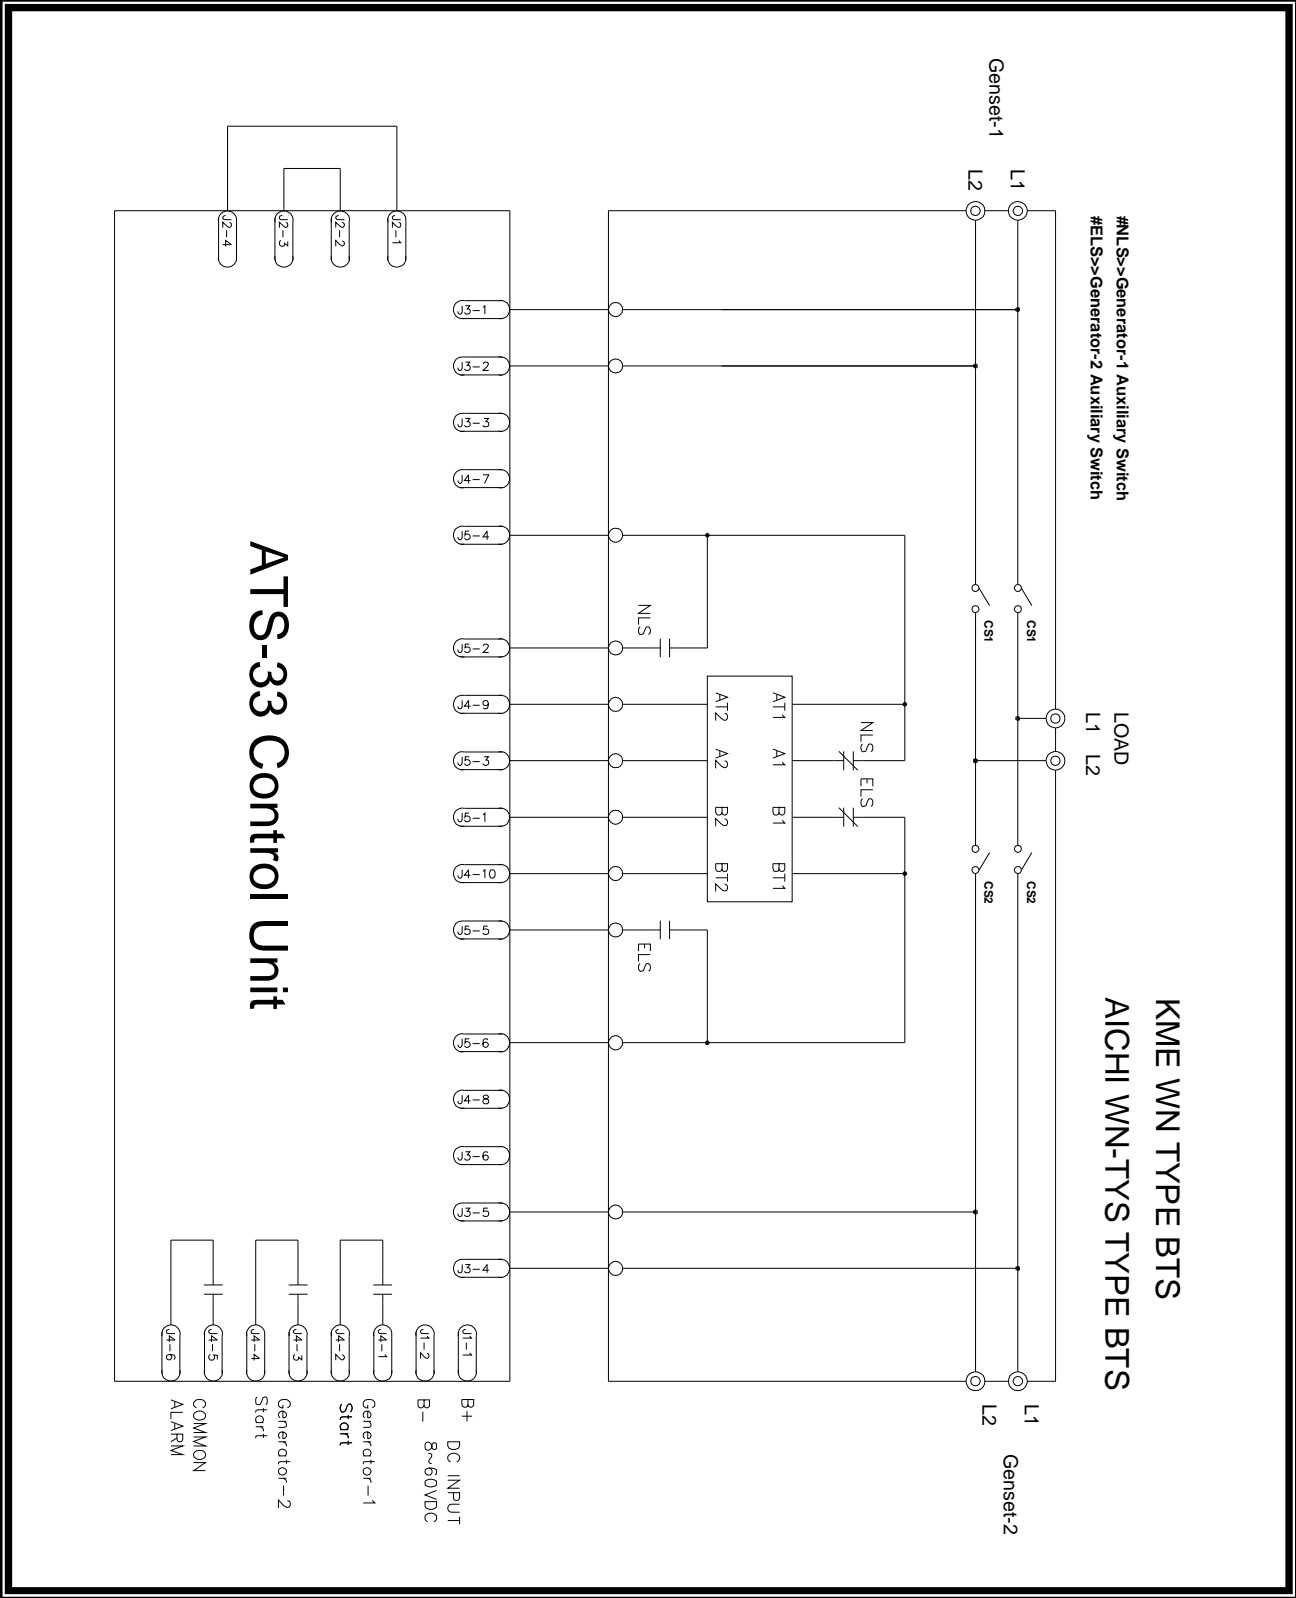 KME WN TYPE BTS
AICHI WN-TYS TYPE BTS
#NLS>>Generator-1 Auxiliary Switch
#ELS>>Generator-2 Auxiliary Switch
LOAD
L1 L2
Genset-1
L1
L2
CS1
CS1
CS2
CS2
L1
L2
Genset-2
NLS
ELS
AT1 A1 B1 BT1
AT2 A2 B2 BT2
NLS
ELS
J3-1
J3-2
J3-3
J4-7
J5-4
J5-2
J4-9
J5-3
J5-1
J4-10
J5-5
J5-6
J4-8
J3-6
J3-5
J3-4
J2-1
J2-2
J2-3
J2-4
ATS-33 Control Unit
J1-1
B+
J1-2
B-
DC INPUT
8~60VDC
J4-1
J4-2
Generator-1
Start
J4-3
J4-4
Generator-2
Start
J4-5
J4-6
COMMON
ALARM